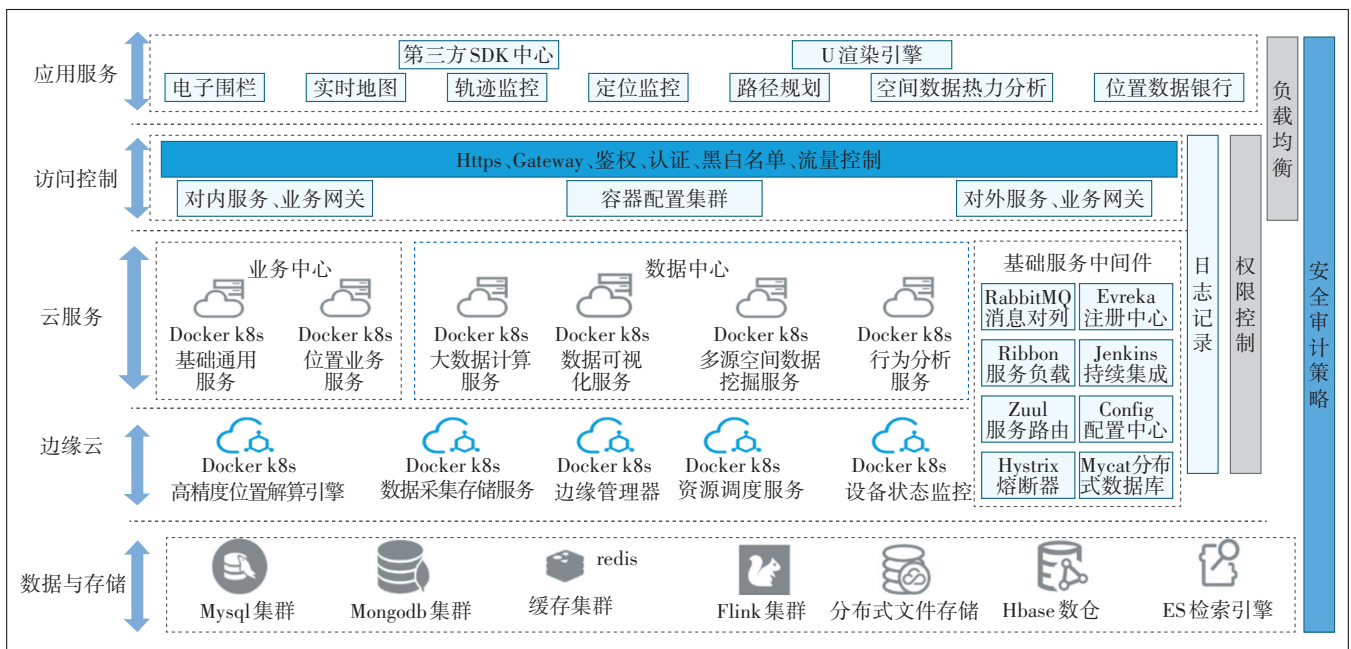 应用服务
第三方SDK中心
U渲染引擎
电子围栏
实时地图
轨迹监控
定位监控
路径规划
空间数据热力分析
位置数据银行
访问控制
Https、Gateway、鉴权、认证、黑白名单、流量控制
对内服务、业务网关
容器配置集群
对外服务、业务网关
云服务
业务中心
Docker k8s
基础通用
服务
Docker k8s
位置业务
服务
数据中心
Docker k8s
大数据计算
服务
Docker k8s
数据可视
化服务
Docker k8s
多源空间数据
挖掘服务
Docker k8s
行为分析
服务
基础服务中间件
RabbitMQ
消息对列
Evreka
注册中心
Ribbon
服务负载
Jenkins
持续集成
Zuul
服务路由
Config
配置中心
Hystrix
熔断器
Mycat分布
式数据库
边缘云
Docker k8s
高精度位置解算引擎
Docker k8s
数据采集存储服务
Docker k8s
边缘管理器
Docker k8s
资源调度服务
Docker k8s
设备状态监控
数据与存储
Mysql集群
Mongodb集群
redis
缓存集群
Flink集群
分布式文件存储
Hbase数仓
ES检索引擎
日志记录
权限控制
负载均衡
安全审计策略